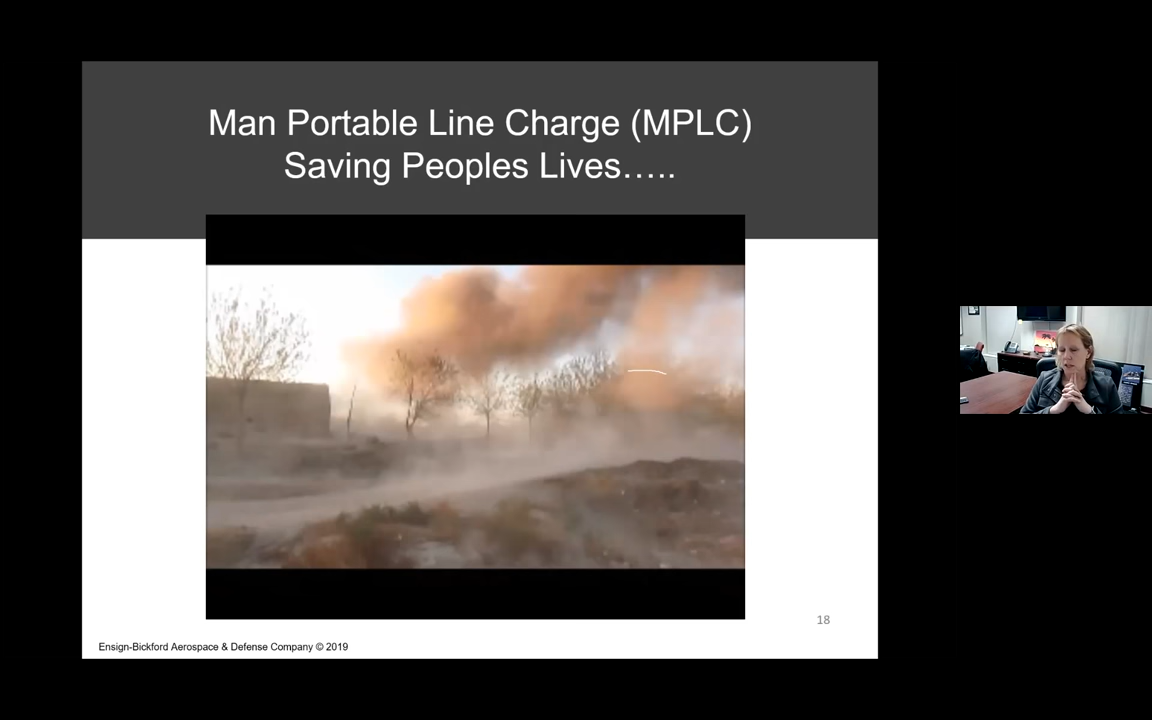 Man Portable Line Charge (MPLC)
Saving Peoples Lives…..
18
Ensign-Bickford Aerospace & Defense Company © 2019